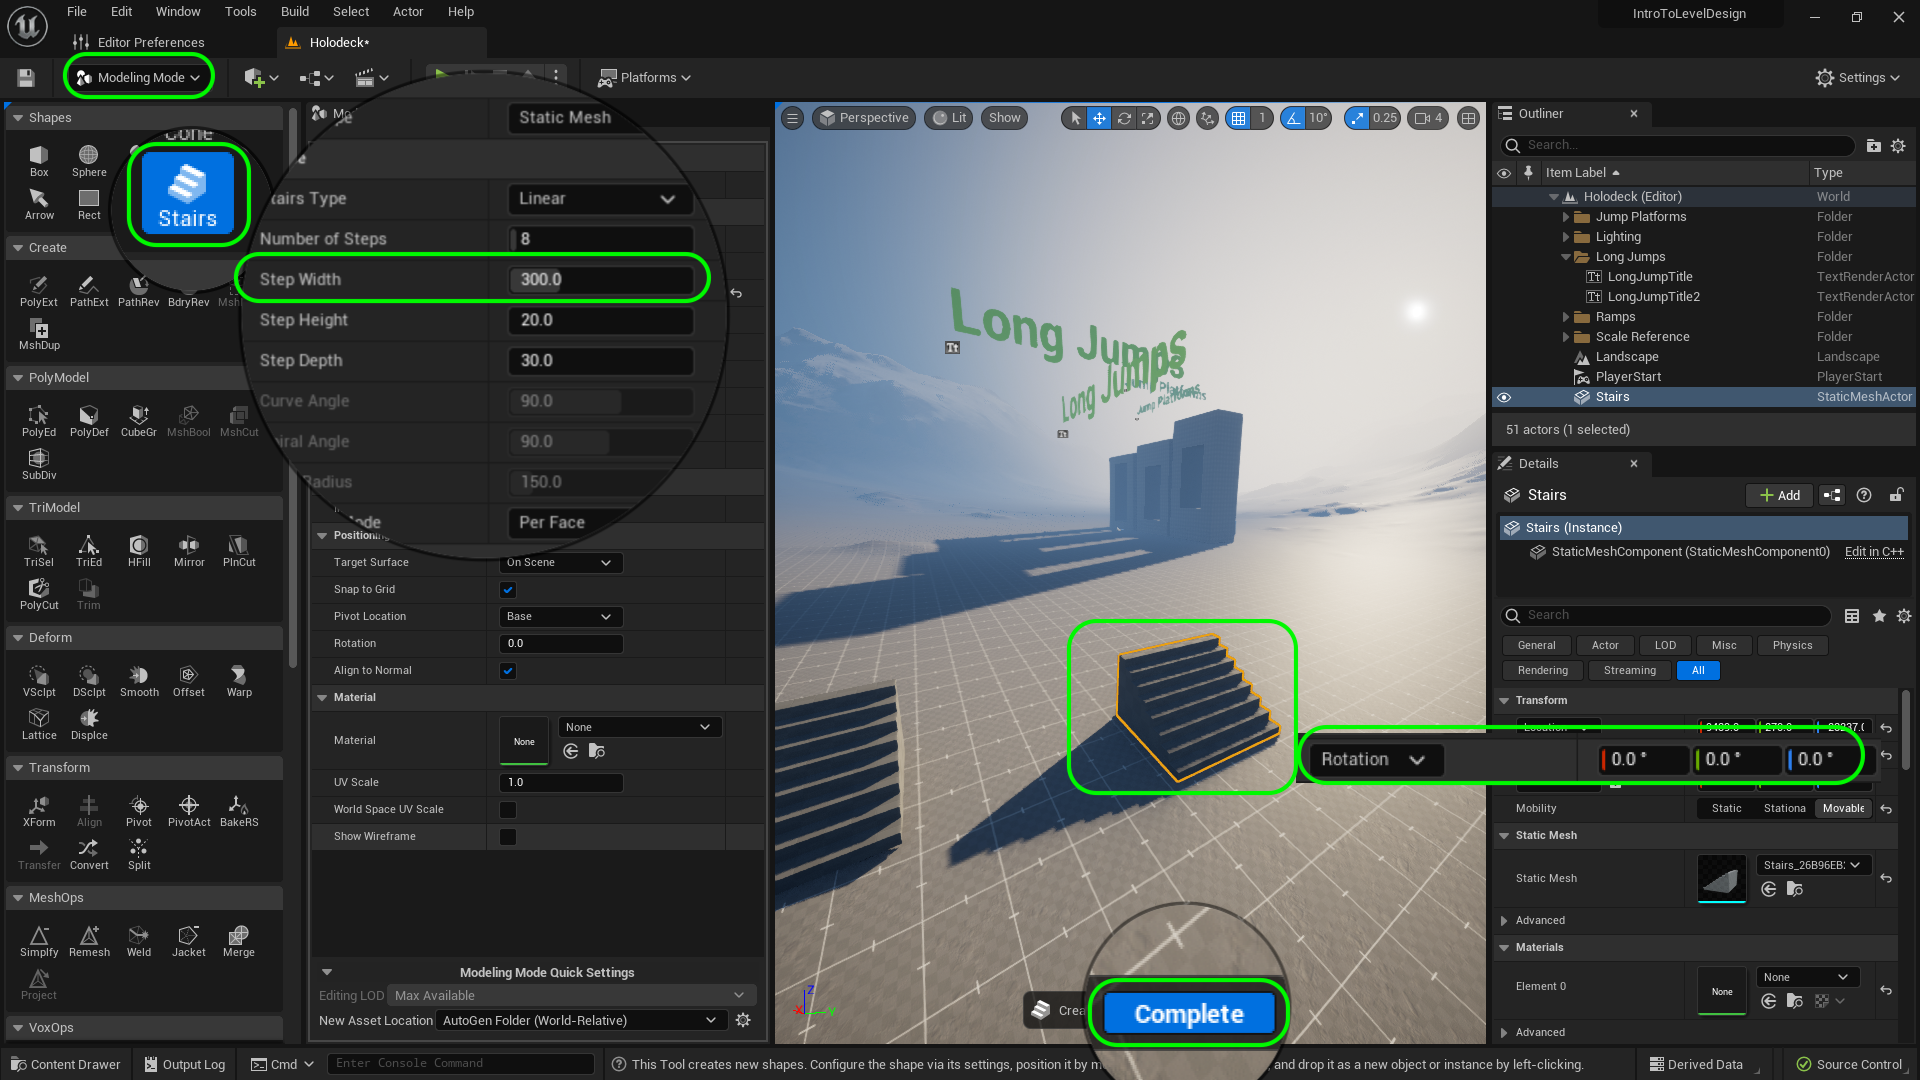 File Edit Window Tools Build Select Actor Help
IntroToLevelDesign
Editor Preferences
Holodeck*
Modeling Mode
Platforms
Settings
Shapes
Box
Sphere
Arrow
Rect
Cone
Stairs
Create
PolyExt
PathExt
PathRev
BdryRev
MshDup
PolyModel
PolyEd
PolyDef
CubeGr
MshBool
MshCut
SubDiv
TriModel
TriSel
TriEd
HFill
Mirror
PlnCut
PolyCut
Trim
Deform
VSclpt
DSclpt
Smooth
Offset
Warp
Lattice
Displce
Transform
XForm
Align
Pivot
PivotAct
BakeRS
Transfer
Convert
Split
MeshOps
Simplfy
Remesh
Weld
Jacket
Merge
Project
VoxOps
Static Mesh
Linear
Number of Steps 8
Step Width 300.0
Step Height 20.0
Step Depth 30.0
Curve Angle 90.0
90.0
Radius 150.0
Per Face
Target Surface On Scene
Snap to Grid
Pivot Location Base
Rotation 0.0
Align to Normal
Material
Material None None
UV Scale 1.0
World Space UV Scale
Show Wireframe
Modeling Mode Quick Settings
Editing LOD Max Available
New Asset Location AutoGen Folder (World-Relative)
Perspective Lit Show
1 10° 0.25 4
Long Jumps
Long Jumps
Jump Platforms
Z
X
Y
Complete
Outliner
Search...
Item Label Type
Holodeck (Editor) World
Jump Platforms Folder
Lighting Folder
Long Jumps Folder
LongJumpTitle TextRenderActor
LongJumpTitle2 TextRenderActor
Ramps Folder
Scale Reference Folder
Landscape Landscape
PlayerStart PlayerStart
Stairs StaticMeshActor
51 actors (1 selected)
Details
Stairs
Add
Stairs (Instance)
StaticMeshComponent (StaticMeshComponent0) Edit in C++
Search
General Actor LOD Misc Physics
Rendering Streaming All
Transform
Location
Rotation 0.0° 0.0° 0.0°
Mobility Static Stationa Movable
Static Mesh
Static Mesh Stairs_26B96EB
Advanced
Materials
Element 0 None None
Advanced
Content Drawer
Output Log
Cmd
Enter Console Command
This Tool creates new shapes. Configure the shape via its settings, position it by m , and drop it as a new object or instance by left-clicking.
Derived Data
Source Control